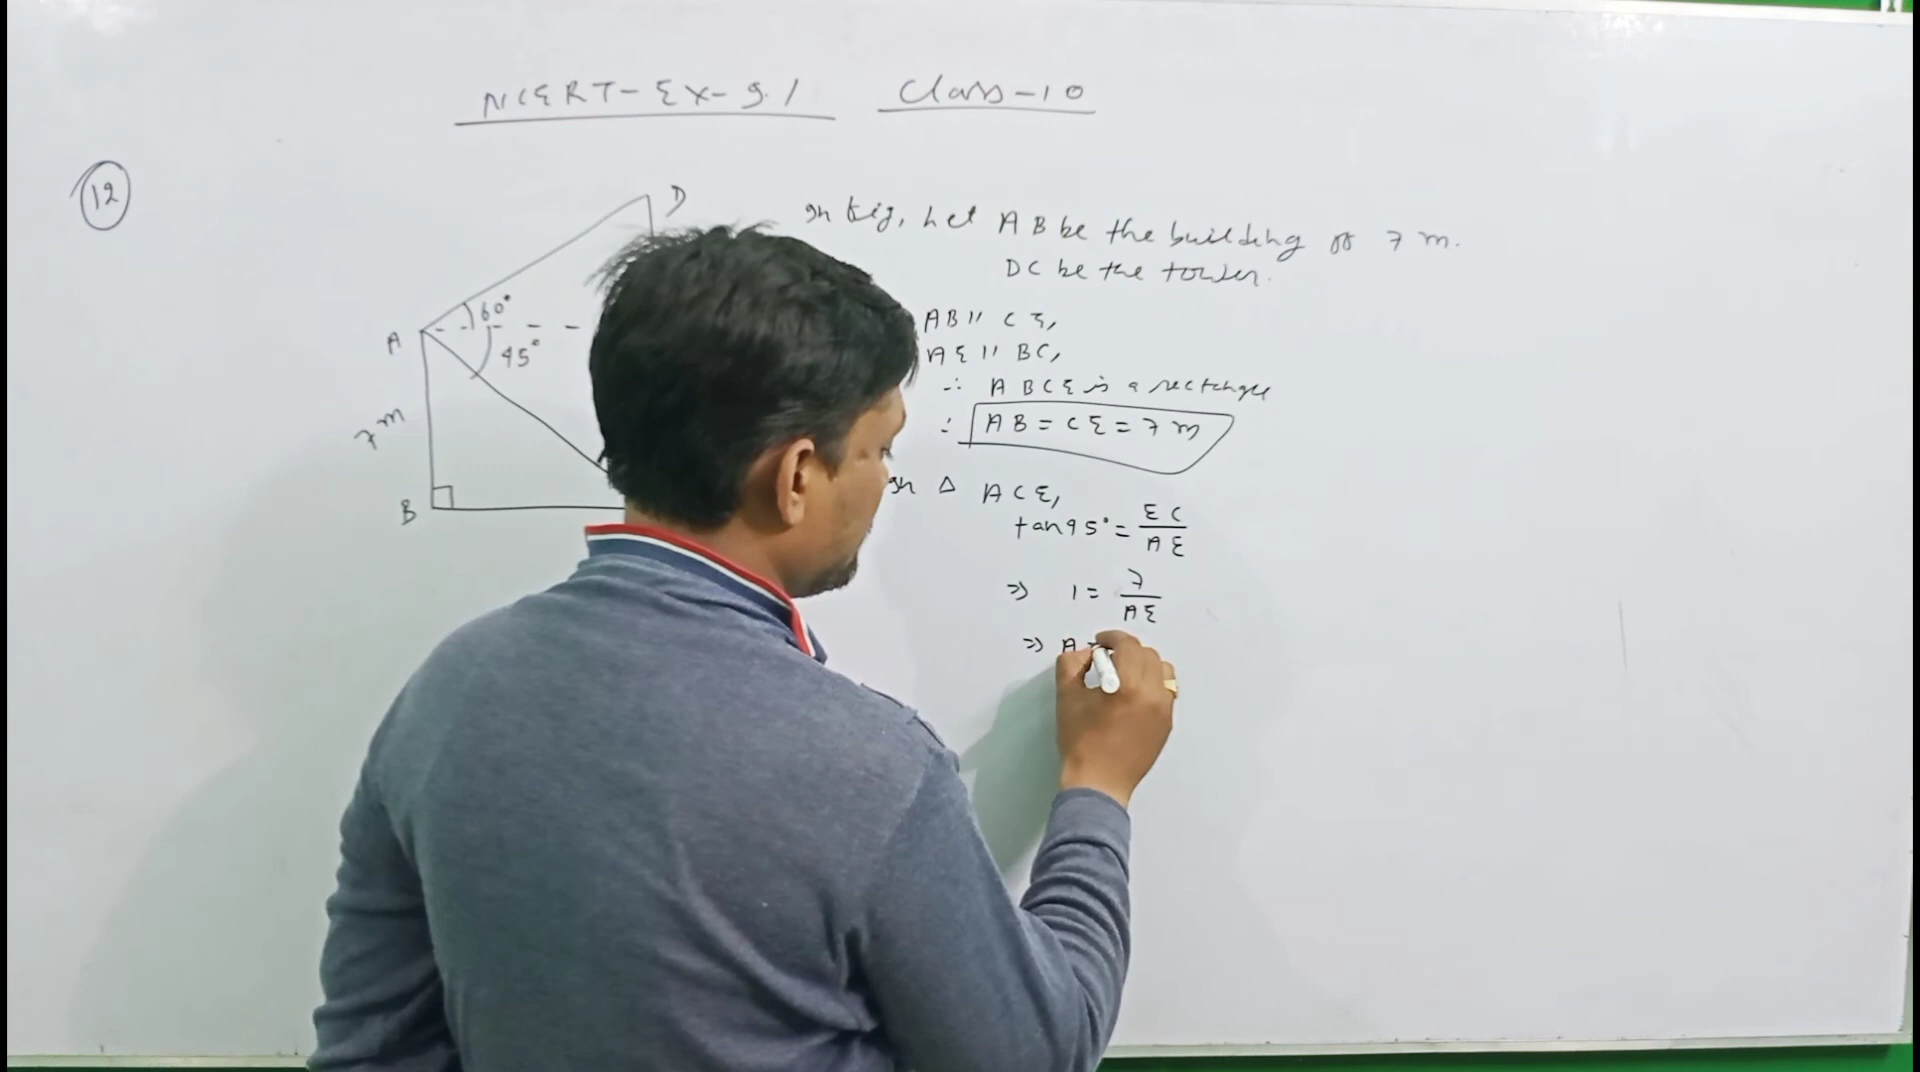 NCERT-EX-9.1 Class-10
12
D
60°
A
45°
7m
B
In fig, Let AB be the building of 7 m.
DC be the tower.
AB || CE,
AE || BC,
∴ ABCE is a rectangle
∴ AB = CE = 7 m
In Δ ACE,
tan 45° = EC / AE
⇒ 1 = 7 / AE
⇒ A